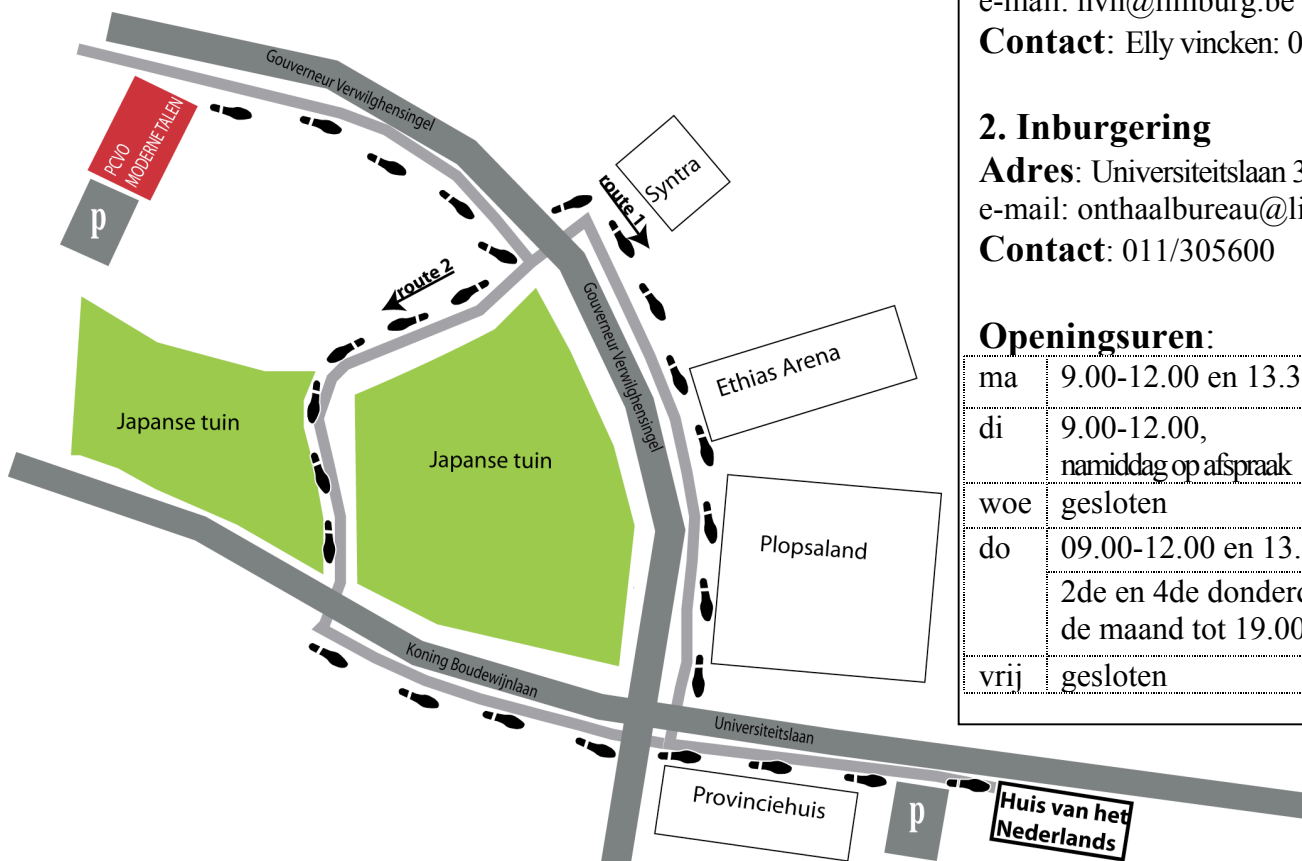 Gouverneur Verwilghensingel
PCVO
MODERNE TALEN
p
Syntra
route 1
route 2
Gouverneur Verwilghensingel
Ethias Arena
Japanse tuin
Japanse tuin
Plopsaland
Koning Boudewijnlaan
Universiteitslaan
Provinciehuis
p
Huis van het
Nederlands
e-mail: hvn@limburg.be
Contact: Elly vincken: 0
2. Inburgering
Adres: Universiteitslaan 3
e-mail: onthaalbureau@li
Contact: 011/305600
Openingsuren:
ma 9.00-12.00 en 13.3
di 9.00-12.00,
namiddag op afspraak
woe gesloten
do 09.00-12.00 en 13.
2de en 4de donderd
de maand tot 19.00
vrij gesloten